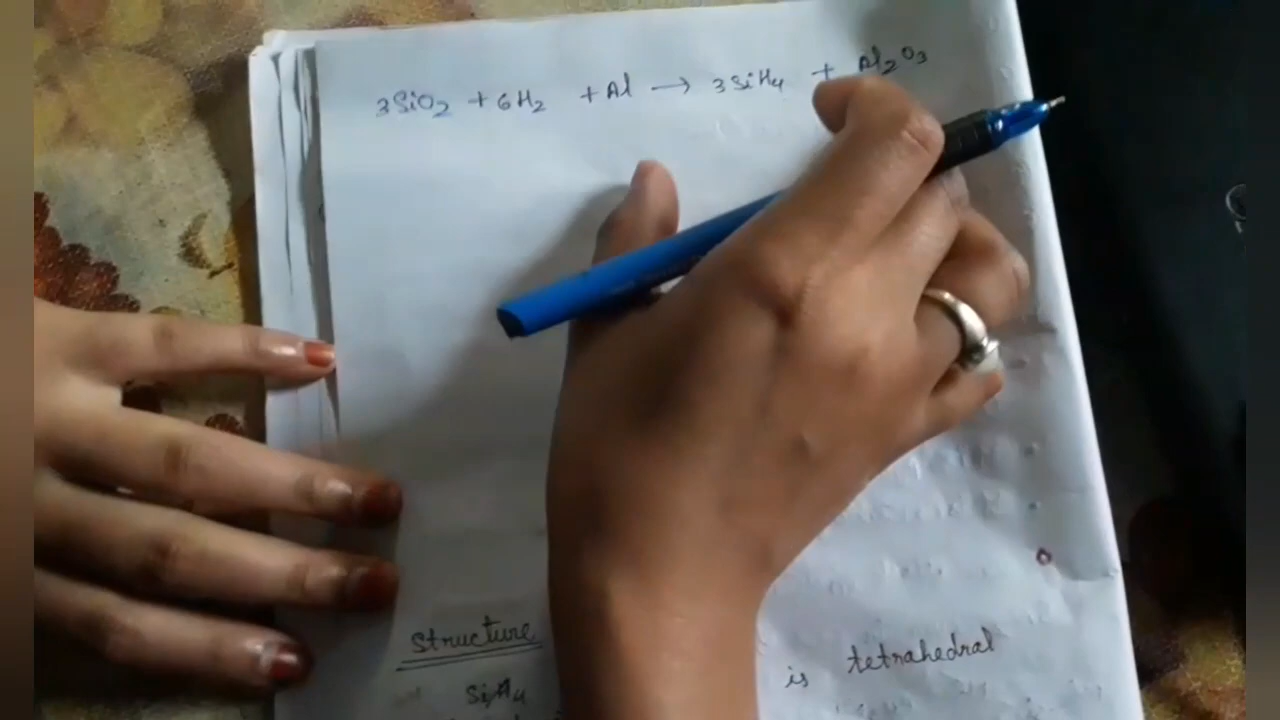 3SiO₂ + 6H₂ + Al → 3SiH₄ + Al₂O₃
Structure
SiH₄ is tetrahedral